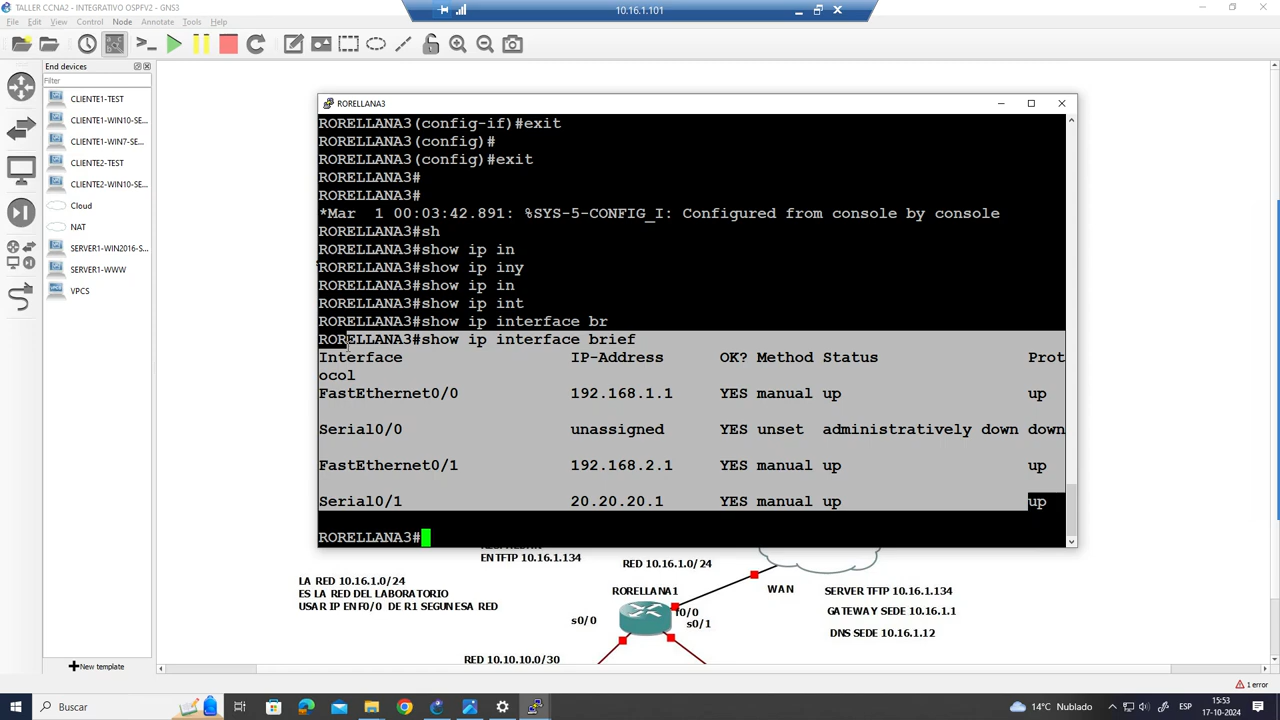 TALLER CCNA2 - INTEGRATIVO OSPFV2 - GNS3
10.16.1.101
File Edit View Control Node Annotate Tools Help
End devices
Filter
CLIENTE1-TEST
CLIENTE1-WIN10-SE...
CLIENTE1-WIN7-SE...
CLIENTE2-TEST
CLIENTE2-WIN10-SE...
Cloud
NAT
SERVER1-WIN2016-S...
SERVER1-WWW
VPCS
New template
RORELLANA3
RORELLANA3(config-if)#exit
RORELLANA3(config)#
RORELLANA3(config)#exit
RORELLANA3#
RORELLANA3#
*Mar  1 00:03:42.891: %SYS-5-CONFIG_I: Configured from console by console
RORELLANA3#sh
RORELLANA3#show ip in
RORELLANA3#show ip iny
RORELLANA3#show ip in
RORELLANA3#show ip int
RORELLANA3#show ip interface br
RORELLANA3#show ip interface brief
Interface IP-Address OK? Method Status Prot
ocol
FastEthernet0/0 192.168.1.1 YES manual up up
Serial0/0 unassigned YES unset administratively down down
FastEthernet0/1 192.168.2.1 YES manual up up
Serial0/1 20.20.20.1 YES manual up up
RORELLANA3#
EN TFTP 10.16.1.134
RED 10.16.1.0/24
LA RED 10.16.1.0/24
ES LA RED DEL LABORATORIO
USAR IP EN F0/0 DE R1 SEGUN ESA RED
RORELLANA1
WAN
SERVER TFTP 10.16.1.134
GATEWAY SEDE 10.16.1.1
DNS SEDE 10.16.1.12
f0/0
s0/0
s0/1
RED 10.10.10.0/30
1 error
Buscar
14°C Nublado
ESP
15:53
17-10-2024